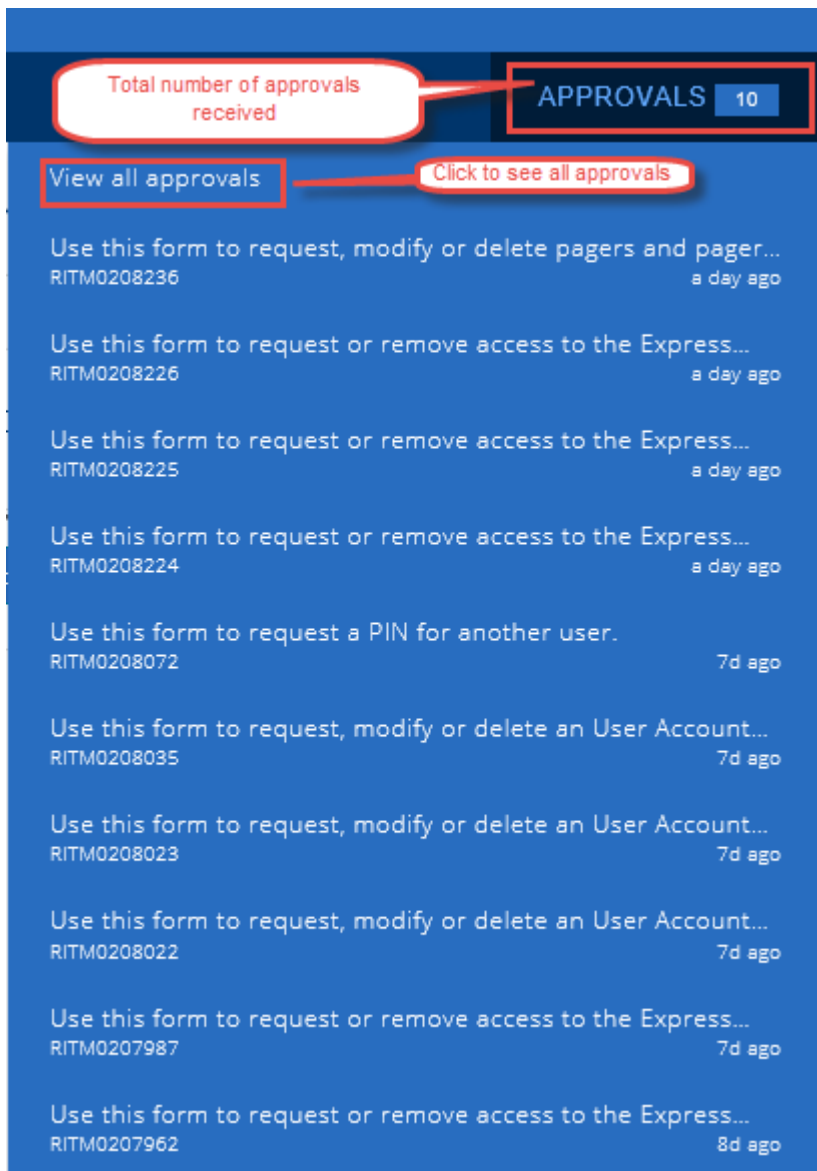 Total number of approvals
received
APPROVALS 10
View all approvals
Click to see all approvals
Use this form to request, modify or delete pagers and pager...
RITM0208236 a day ago
Use this form to request or remove access to the Express...
RITM0208226 a day ago
Use this form to request or remove access to the Express...
RITM0208225 a day ago
Use this form to request or remove access to the Express...
RITM0208224 a day ago
Use this form to request a PIN for another user.
RITM0208072 7d ago
Use this form to request, modify or delete an User Account...
RITM0208035 7d ago
Use this form to request, modify or delete an User Account...
RITM0208023 7d ago
Use this form to request, modify or delete an User Account...
RITM0208022 7d ago
Use this form to request or remove access to the Express...
RITM0207987 7d ago
Use this form to request or remove access to the Express...
RITM0207962 8d ago